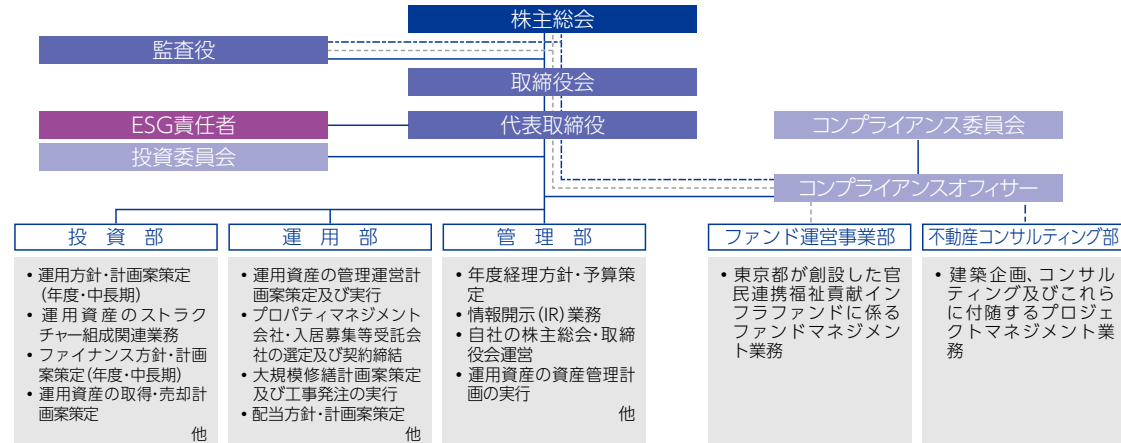 株主総会
監査役
取締役会
ESG責任者
代表取締役
コンプライアンス委員会
投資委員会
コンプライアンスオフィサー
投資部
運用部
管理部
ファンド運営事業部
不動産コンサルティング部
• 運用方針・計画案策定
(年度・中長期)
• 運用資産のストラク
チャー組成関連業務
• ファイナンス方針・計画
案策定(年度・中長期)
• 運用資産の取得・売却計
画案策定
他
• 運用資産の管理運営計
画案策定及び実行
• プロパティマネジメント
会社・入居募集等受託会
社の選定及び契約締結
• 大規模修繕計画案策定
及び工事発注の実行
• 配当方針・計画案策定
他
• 年度経理方針・予算策
定
• 情報開示(IR)業務
• 自社の株主総会・取締
役会運営
• 運用資産の資産管理計
画の実行
他
• 東京都が創設した官
民連携福祉貢献イン
フラファンドに係る
ファンドマネジメン
ト業務
• 建築企画、コンサル
ティング及びこれら
に付随するプロジェ
クトマネジメント業
務